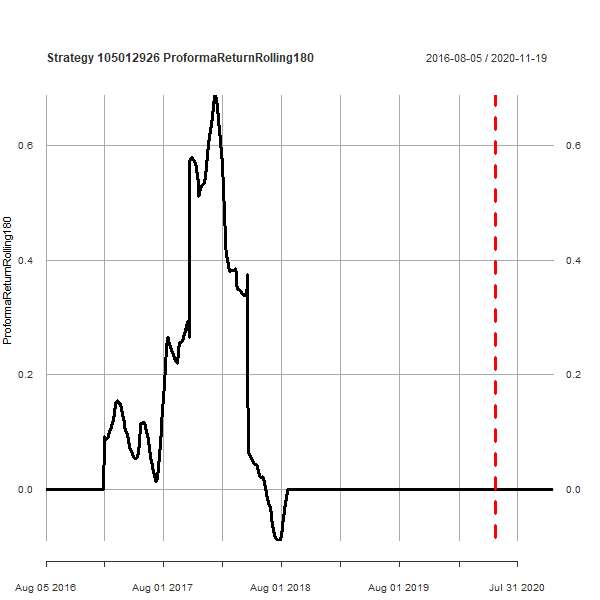 Strategy 105012926 ProformaReturnRolling180
2016-08-05 / 2020-11-19
ProformaReturnRolling180
0.6
0.4
0.2
0.0
0.6
0.4
0.2
0.0
Aug 05 2016
Aug 01 2017
Aug 01 2018
Aug 01 2019
Jul 31 2020